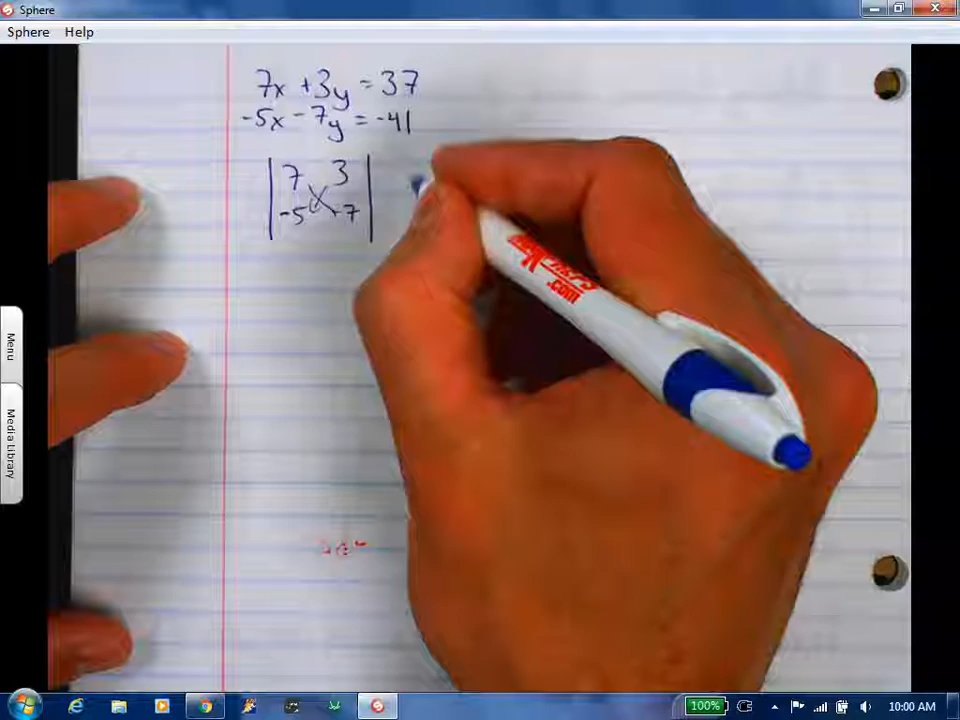 Sphere
Sphere Help
7x + 3y = 37
-5x - 7y = -41
7 3
-5 -7
.com
Menu
Media Library
100%
10:00 AM